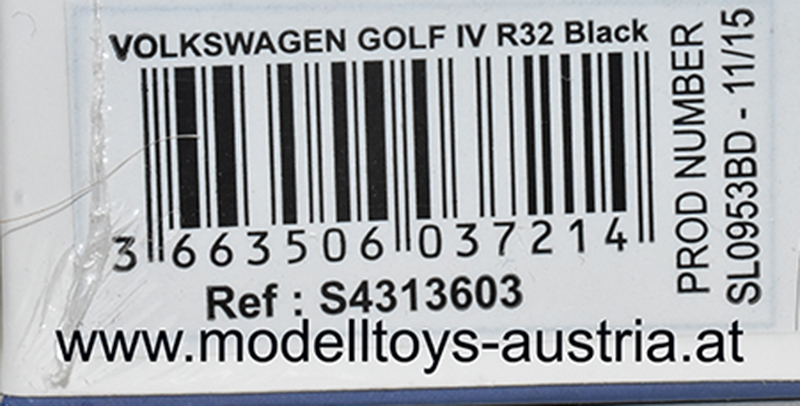 VOLKSWAGEN GOLF IV R32 Black
3 663506 037214
Ref : S4313603
PROD NUMBER
SL0953BD - 11/15
www.modelltoys-austria.at